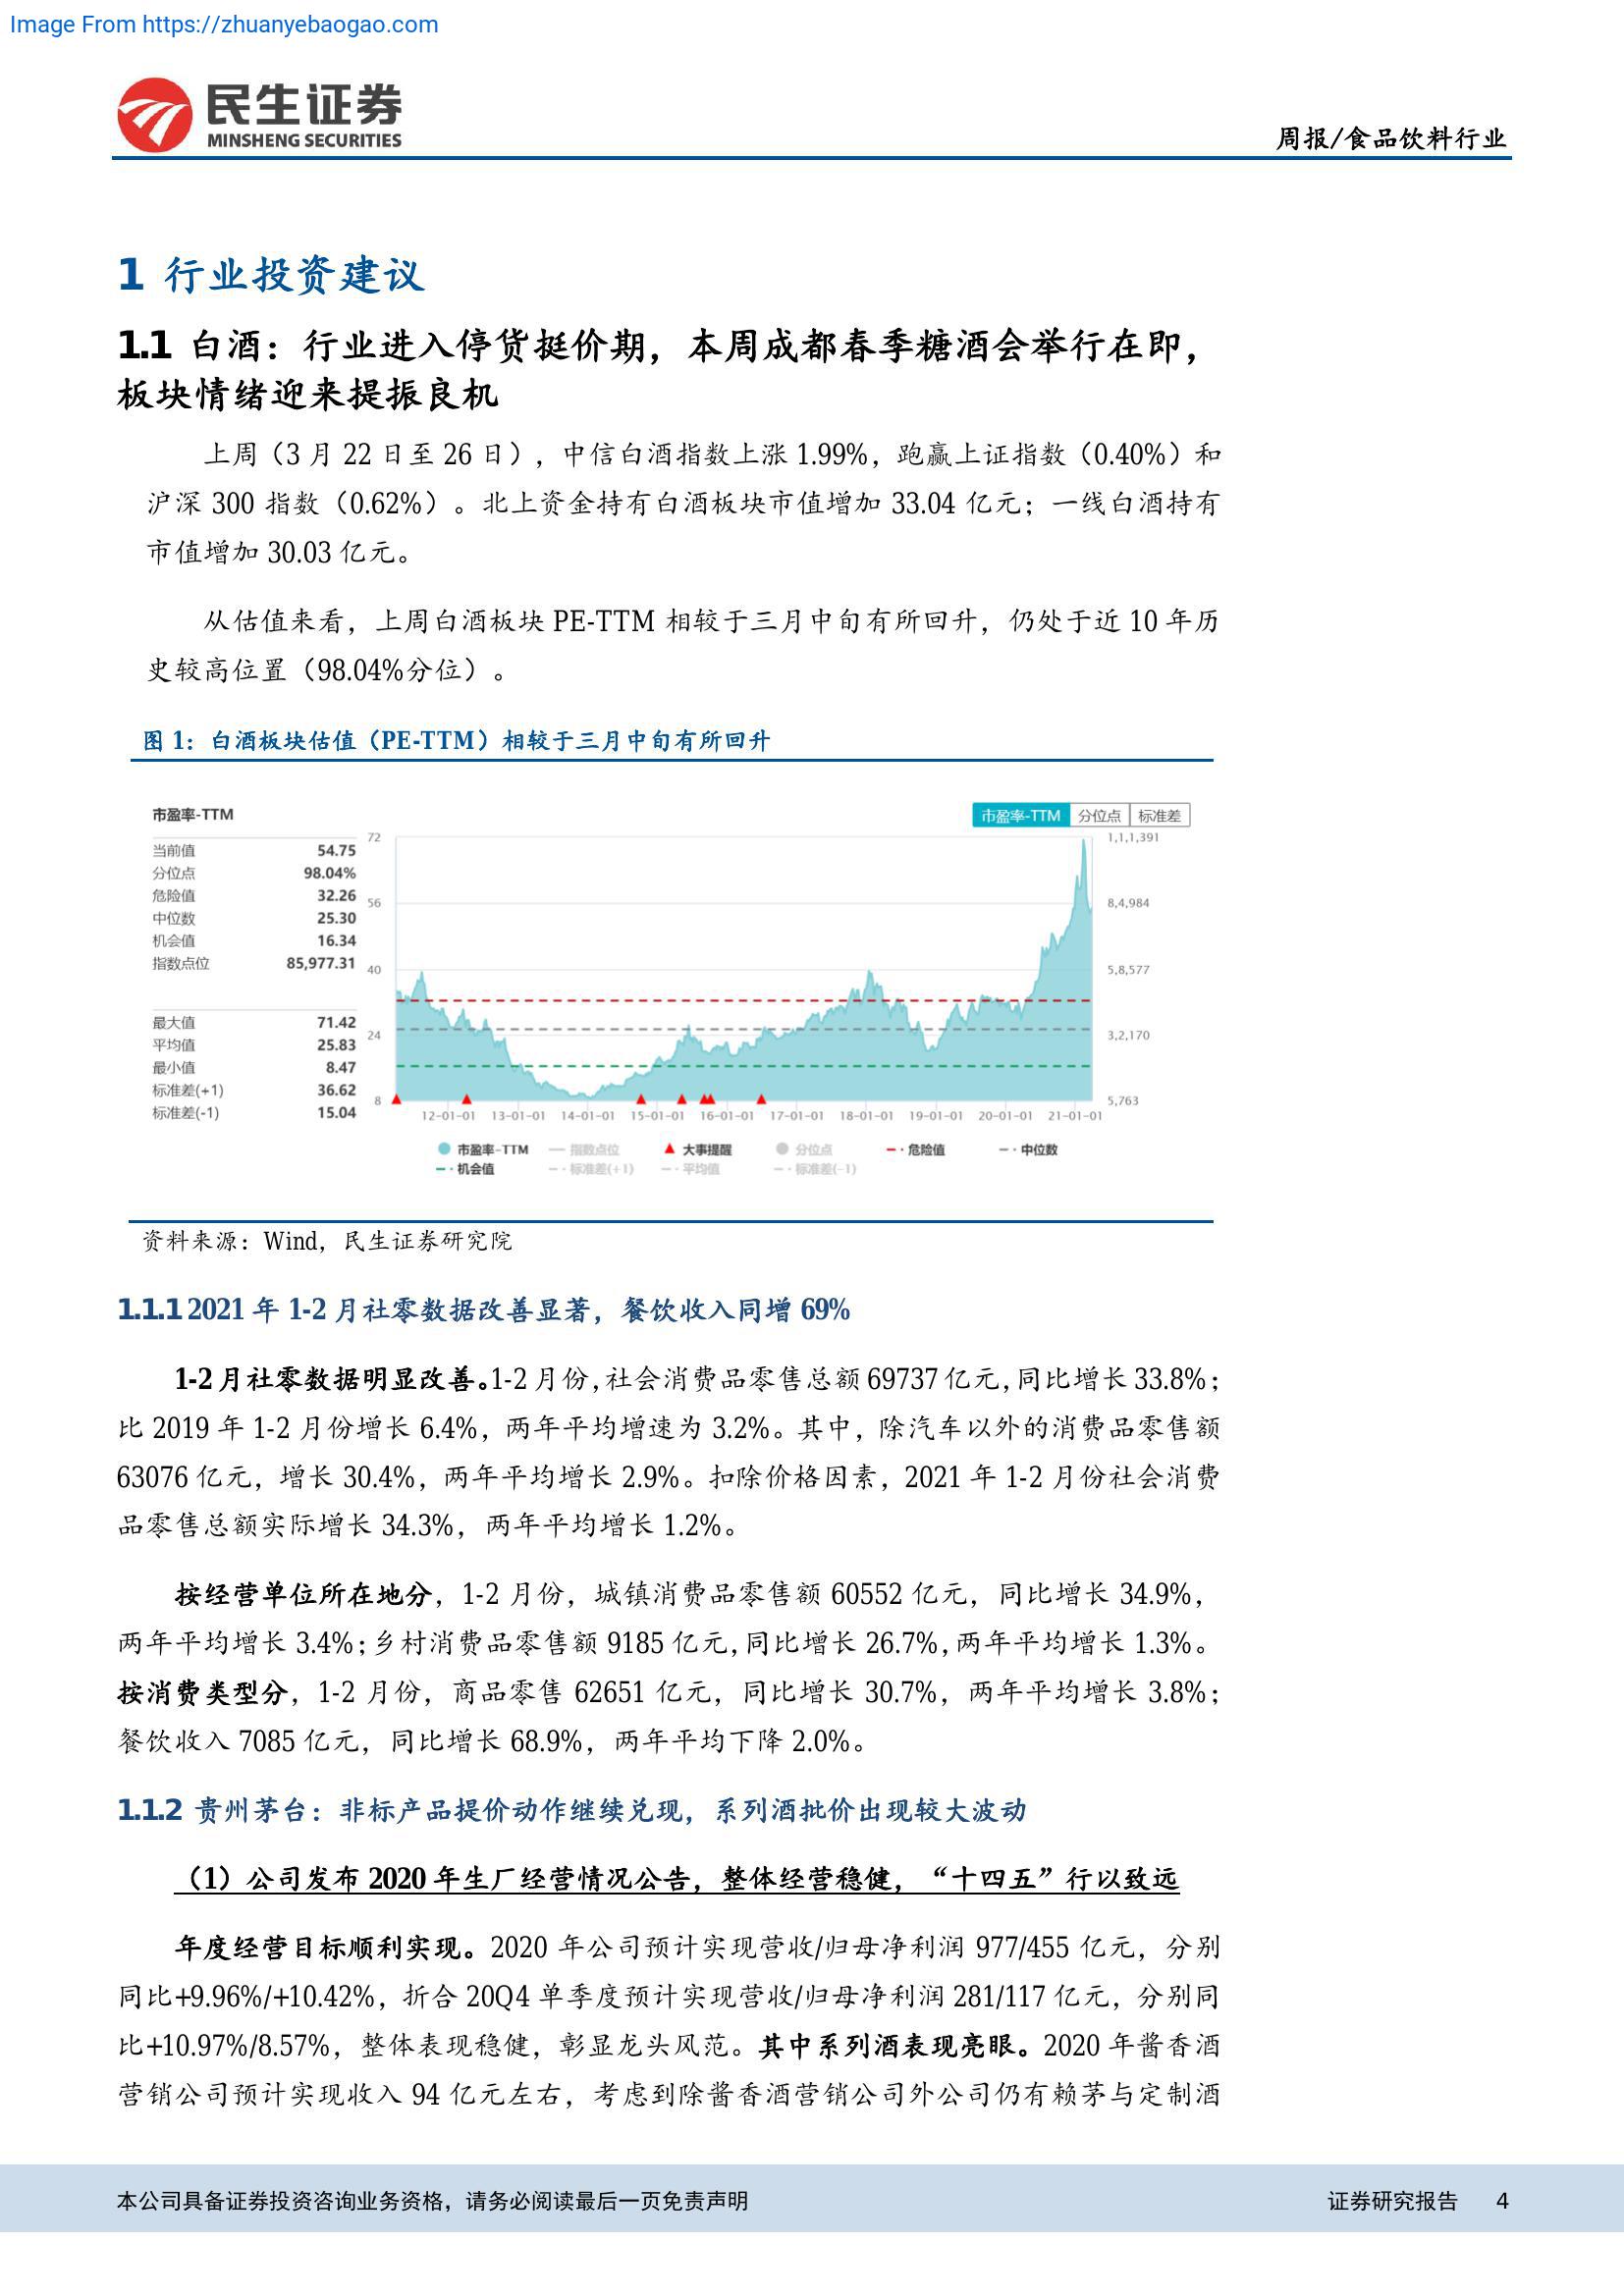 Image From https://zhuanyebaogao.com
民生证券
MINSHENG SECURITIES
周报/食品饮料行业
1 行业投资建议
1.1 白酒：行业进入停货挺价期，本周成都春季糖酒会举行在即，
板块情绪迎来提振良机
上周（3 月 22 日至 26 日），中信白酒指数上涨 1.99%，跑赢上证指数（0.40%）和
沪深 300 指数（0.62%）。北上资金持有白酒板块市值增加 33.04 亿元；一线白酒持有
市值增加 30.03 亿元。
从估值来看，上周白酒板块 PE-TTM 相较于三月中旬有所回升，仍处于近 10 年历
史较高位置（98.04%分位）。
图 1：白酒板块估值（PE-TTM）相较于三月中旬有所回升
市盈率-TTM
当前值 54.75
分位点 98.04%
危险值 32.26
中位数 25.30
机会值 16.34
指数点位 85,977.31
最大值 71.42
平均值 25.83
最小值 8.47
标准差(+1) 36.62
标准差(-1) 15.04
市盈率-TTM 分位点 标准差
72 1,1,1,391
56 8,4,984
40 5,8,577
24 3,2,170
8 5,763
12-01-01 13-01-01 14-01-01 15-01-01 16-01-01 17-01-01 18-01-01 19-01-01 20-01-01 21-01-01
市盈率-TTM 指数点位 大事提醒 分位点 危险值 中位数
机会值 标准差(+1) 平均值 标准差(-1)
资料来源：Wind，民生证券研究院
1.1.1 2021 年 1-2 月社零数据改善显著，餐饮收入同增 69%
1-2 月社零数据明显改善。1-2 月份，社会消费品零售总额 69737 亿元，同比增长 33.8%；
比 2019 年 1-2 月份增长 6.4%，两年平均增速为 3.2%。其中，除汽车以外的消费品零售额
63076 亿元，增长 30.4%，两年平均增长 2.9%。扣除价格因素，2021 年 1-2 月份社会消费
品零售总额实际增长 34.3%，两年平均增长 1.2%。
按经营单位所在地分，1-2 月份，城镇消费品零售额 60552 亿元，同比增长 34.9%，
两年平均增长 3.4%；乡村消费品零售额 9185 亿元，同比增长 26.7%，两年平均增长 1.3%。
按消费类型分，1-2 月份，商品零售 62651 亿元，同比增长 30.7%，两年平均增长 3.8%；
餐饮收入 7085 亿元，同比增长 68.9%，两年平均下降 2.0%。
1.1.2 贵州茅台：非标产品提价动作继续兑现，系列酒批价出现较大波动
（1）公司发布 2020 年生厂经营情况公告，整体经营稳健，“十四五”行以致远
年度经营目标顺利实现。2020 年公司预计实现营收/归母净利润 977/455 亿元，分别
同比+9.96%/+10.42%，折合 20Q4 单季度预计实现营收/归母净利润 281/117 亿元，分别同
比+10.97%/8.57%，整体表现稳健，彰显龙头风范。其中系列酒表现亮眼。2020 年酱香酒
营销公司预计实现收入 94 亿元左右，考虑到除酱香酒营销公司外公司仍有赖茅与定制酒
本公司具备证券投资咨询业务资格，请务必阅读最后一页免责声明
证券研究报告 4